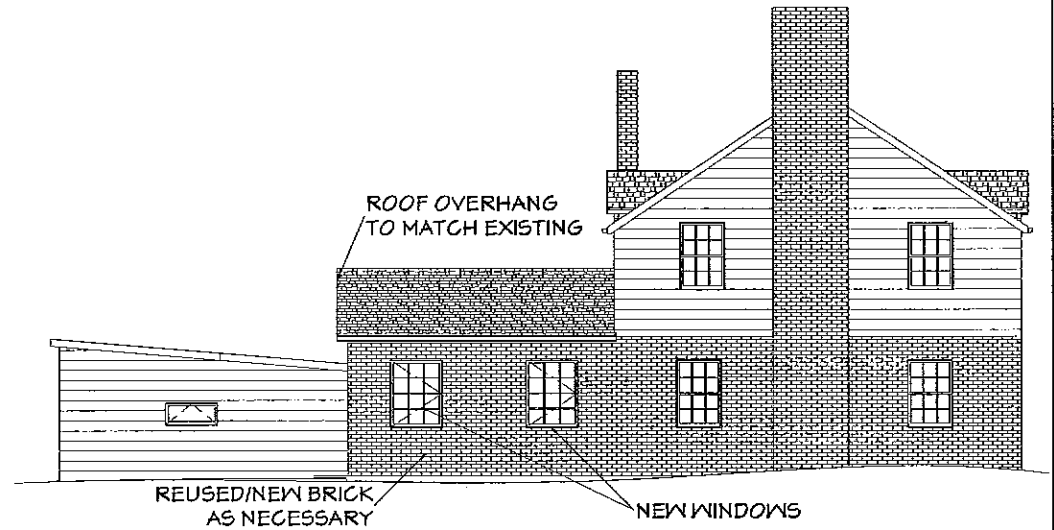 ROOF OVERHANG
TO MATCH EXISTING
REUSED/NEW BRICK
AS NECESSARY
NEW WINDOWS